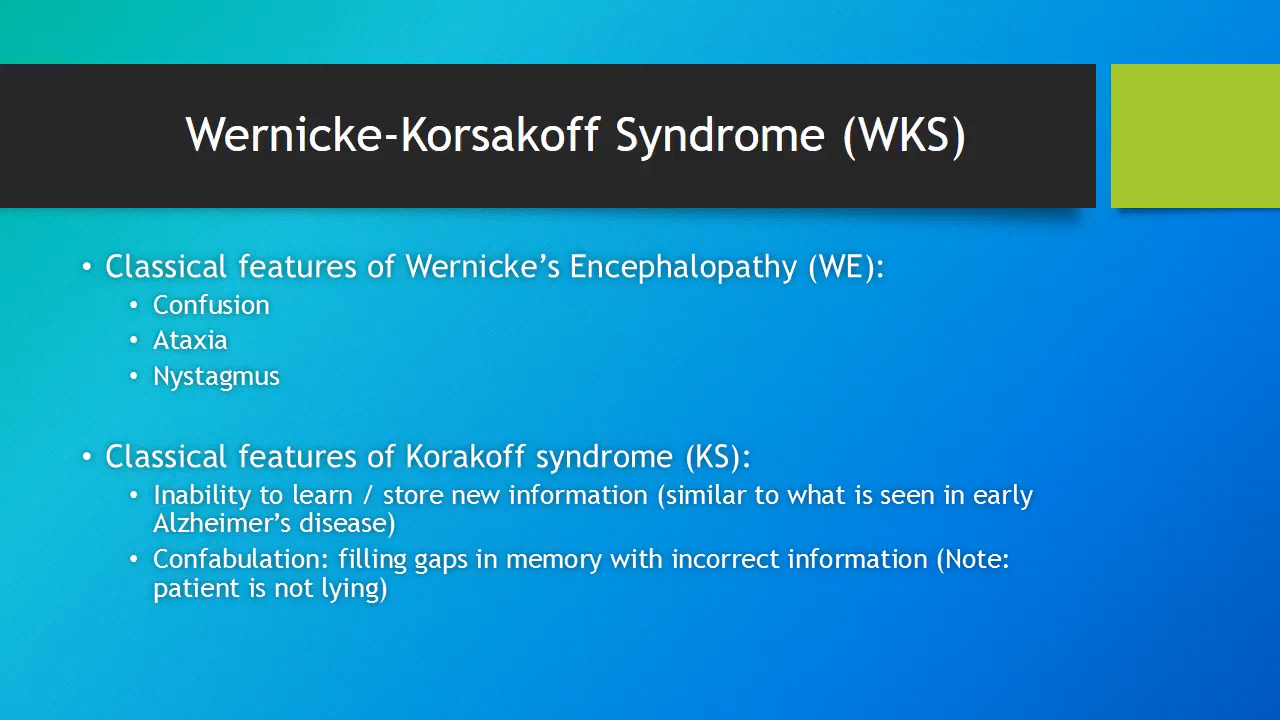 Wernicke-Korsakoff Syndrome (WKS)
• Classical features of Wernicke’s Encephalopathy (WE):
• Confusion
• Ataxia
• Nystagmus
• Classical features of Korakoff syndrome (KS):
• Inability to learn / store new information (similar to what is seen in early
Alzheimer’s disease)
• Confabulation: filling gaps in memory with incorrect information (Note:
patient is not lying)